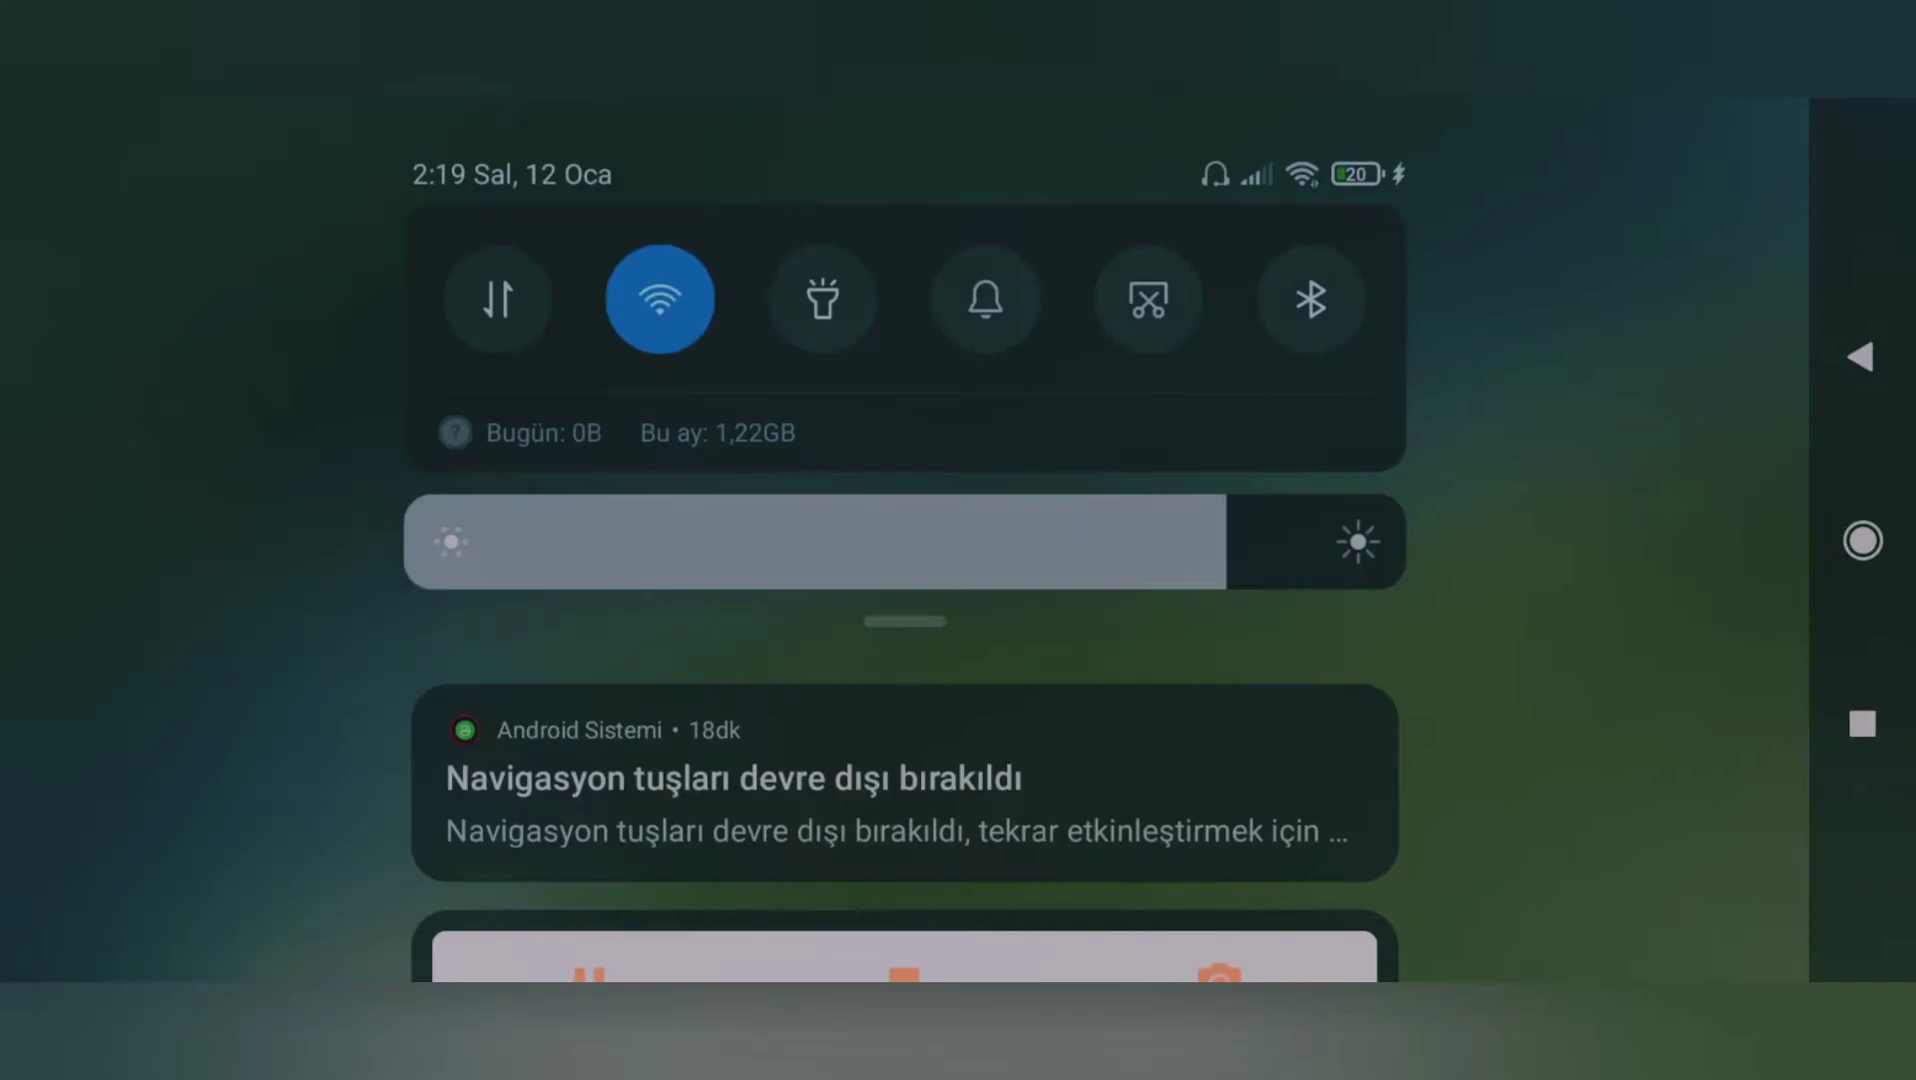 2:19 Sal, 12 Oca
20
Bugün: 0B Bu ay: 1,22GB
Android Sistemi • 18dk
Navigasyon tuşları devre dışı bırakıldı
Navigasyon tuşları devre dışı bırakıldı, tekrar etkinleştirmek için ...